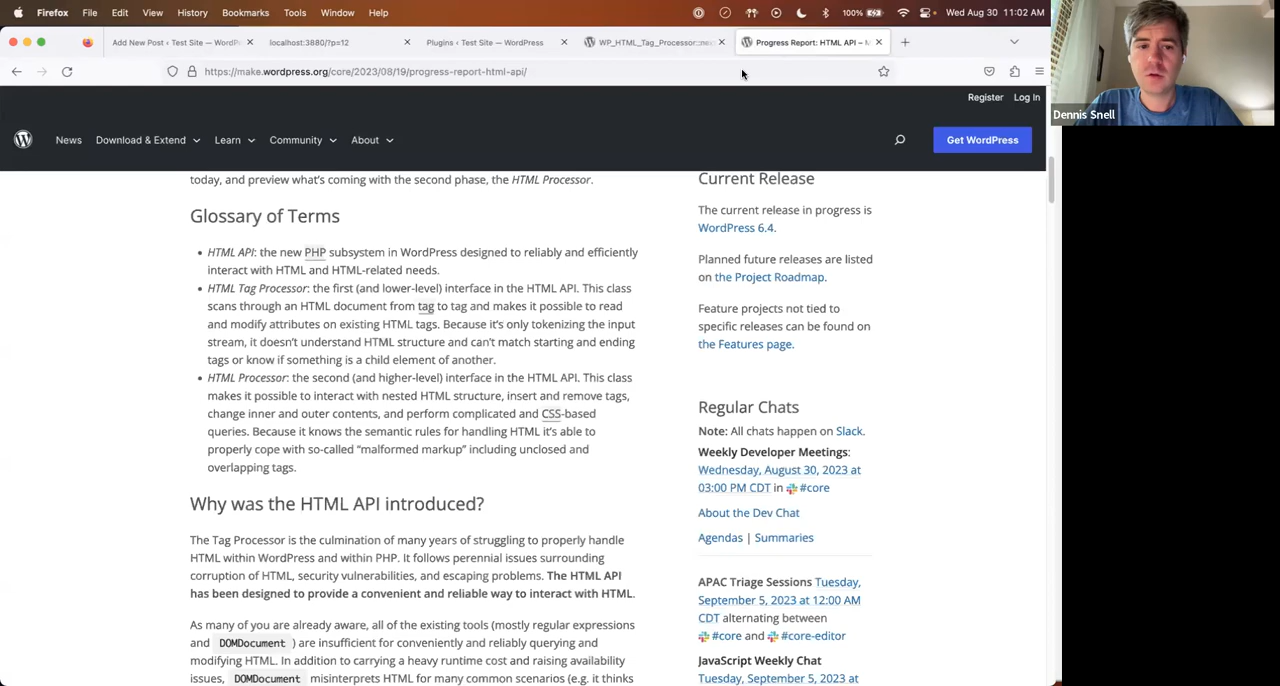 Firefox File Edit View History Bookmarks Tools Window Help 100% Wed Aug 30 11:02 AM
Add New Post ‹ Test Site — WordPr
localhost:3880/?p=12
Plugins ‹ Test Site — WordPress
WP_HTML_Tag_Processor::nex
Progress Report: HTML API – M
https://make.wordpress.org/core/2023/08/19/progress-report-html-api/
Dennis Snell
Register Log In
News Download & Extend Learn Community About
Get WordPress
today, and preview what's coming with the second phase, the HTML Processor.
Glossary of Terms
• HTML API: the new PHP subsystem in WordPress designed to reliably and efficiently
interact with HTML and HTML-related needs.
• HTML Tag Processor: the first (and lower-level) interface in the HTML API. This class
scans through an HTML document from tag to tag and makes it possible to read
and modify attributes on existing HTML tags. Because it's only tokenizing the input
stream, it doesn't understand HTML structure and can't match starting and ending
tags or know if something is a child element of another.
• HTML Processor: the second (and higher-level) interface in the HTML API. This class
makes it possible to interact with nested HTML structure, insert and remove tags,
change inner and outer contents, and perform complicated and CSS-based
queries. Because it knows the semantic rules for handling HTML it's able to
properly cope with so-called “malformed markup” including unclosed and
overlapping tags.
Why was the HTML API introduced?
The Tag Processor is the culmination of many years of struggling to properly handle
HTML within WordPress and within PHP. It follows perennial issues surrounding
corruption of HTML, security vulnerabilities, and escaping problems. The HTML API
has been designed to provide a convenient and reliable way to interact with HTML.
As many of you are already aware, all of the existing tools (mostly regular expressions
and DOMDocument ) are insufficient for conveniently and reliably querying and
modifying HTML. In addition to carrying a heavy runtime cost and raising availability
issues, DOMDocument misinterprets HTML for many common scenarios (e.g. it thinks
Current Release
The current release in progress is
WordPress 6.4.
Planned future releases are listed
on the Project Roadmap.
Feature projects not tied to
specific releases can be found on
the Features page.
Regular Chats
Note: All chats happen on Slack.
Weekly Developer Meetings:
Wednesday, August 30, 2023 at
03:00 PM CDT in #core
About the Dev Chat
Agendas | Summaries
APAC Triage Sessions Tuesday,
September 5, 2023 at 12:00 AM
CDT alternating between
#core and #core-editor
JavaScript Weekly Chat
Tuesday, September 5, 2023 at